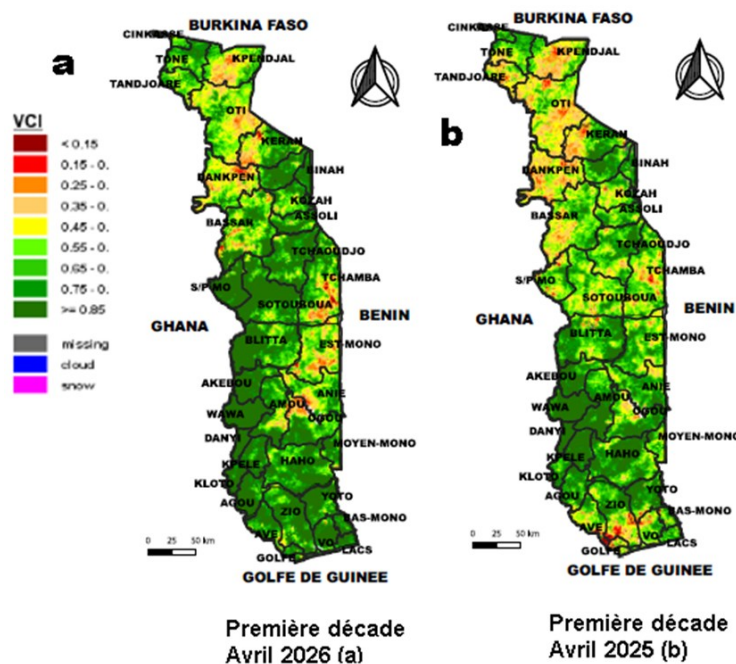 BURKINA FASO
CINKASSE
TONE
KPENDJAL
TANDJOARE
OTI
KERAN
DANKPEN
BINAH
KOZAH
ASSOLI
BASSAR
TCHAOUDJO
TCHAMBA
S/P MO
SOTOUBOUA
GHANA
BENIN
BLITTA
EST-MONO
AKEBOU
ANIE
AMOU
WAWA
OGOU
DANYI
MOYEN-MONO
HAHO
KPELE
KLOTO
YOTO
AGOU
ZIO
BAS-MONO
AVE
VO
LACS
GOLFE
0 25 50 km
GOLFE DE GUINEE
a
VCI
< 0.15
0.15 - 0.
0.25 - 0.
0.35 - 0.
0.45 - 0.
0.55 - 0.
0.65 - 0.
0.75 - 0.
>= 0.85
missing
cloud
snow
Première décade
Avril 2026 (a)
BURKINA FASO
TONE
KPENDJAL
TANDJOARE
OTI
b
KERAN
BINAH
DANKPEN
KOZAH
ASSOLI
BASSAR
TCHAOUDJO
TCHAMBA
S/P MO
SOTOUBOUA
GHANA
BENIN
BLITTA
EST-MONO
AKEBOU
ANIE
AMOU
WAWA
OGOU
DANYI
MOYEN-MONO
HAHO
KPELE
KLOTO
YOTO
AGOU
ZIO
BAS-MONO
AVE
VO
LACS
GOLFE
0 25 50 km
GOLFE DE GUINEE
Première décade
Avril 2025 (b)